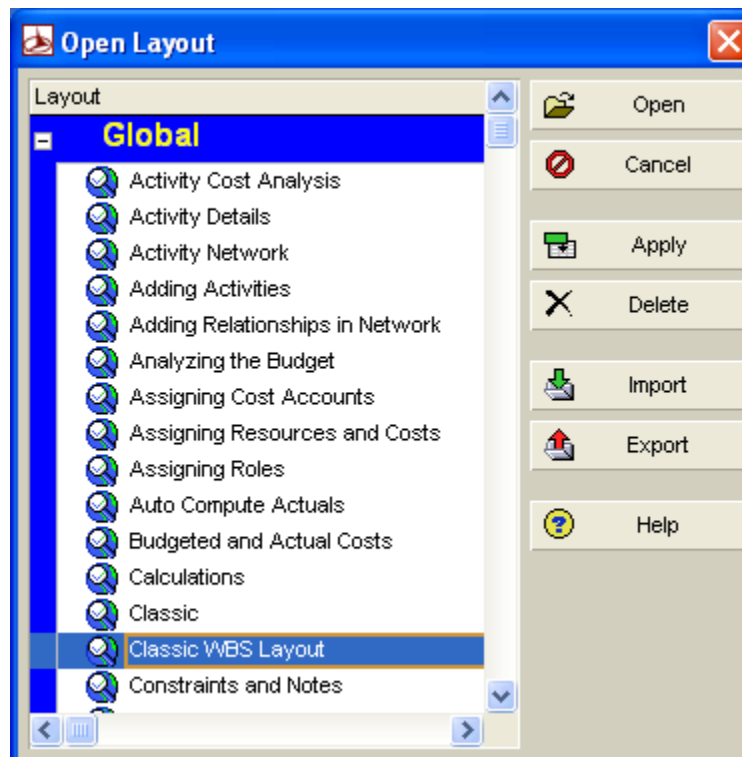 Open Layout
Layout
Global
Activity Cost Analysis
Activity Details
Activity Network
Adding Activities
Adding Relationships in Network
Analyzing the Budget
Assigning Cost Accounts
Assigning Resources and Costs
Assigning Roles
Auto Compute Actuals
Budgeted and Actual Costs
Calculations
Classic
Classic WBS Layout
Constraints and Notes
Open
Cancel
Apply
Delete
Import
Export
Help